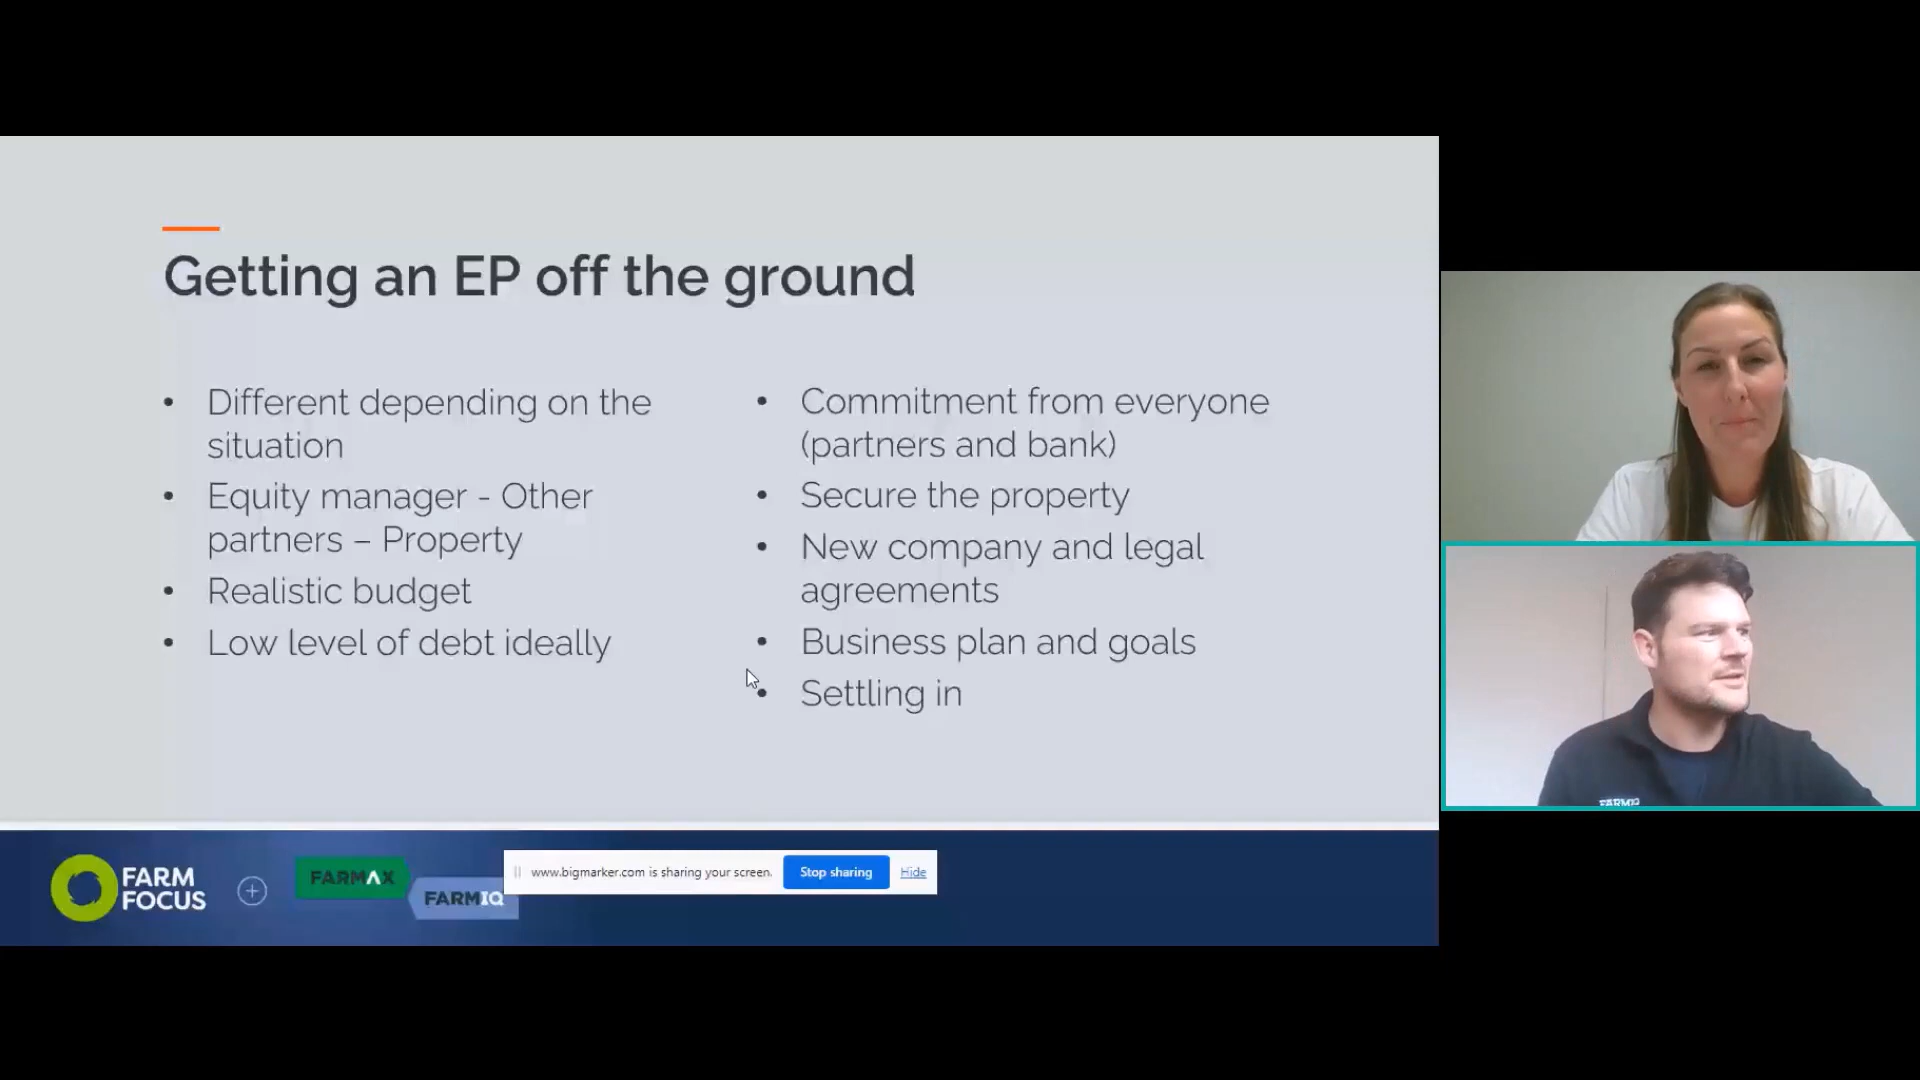 Getting an EP off the ground
• Different depending on the
situation
• Equity manager - Other
partners – Property
• Realistic budget
• Low level of debt ideally
• Commitment from everyone
(partners and bank)
• Secure the property
• New company and legal
agreements
• Business plan and goals
• Settling in
FARM
FOCUS
FARMAX
FARMIQ
www.bigmarker.com is sharing your screen.
Stop sharing
Hide
FARMIQ